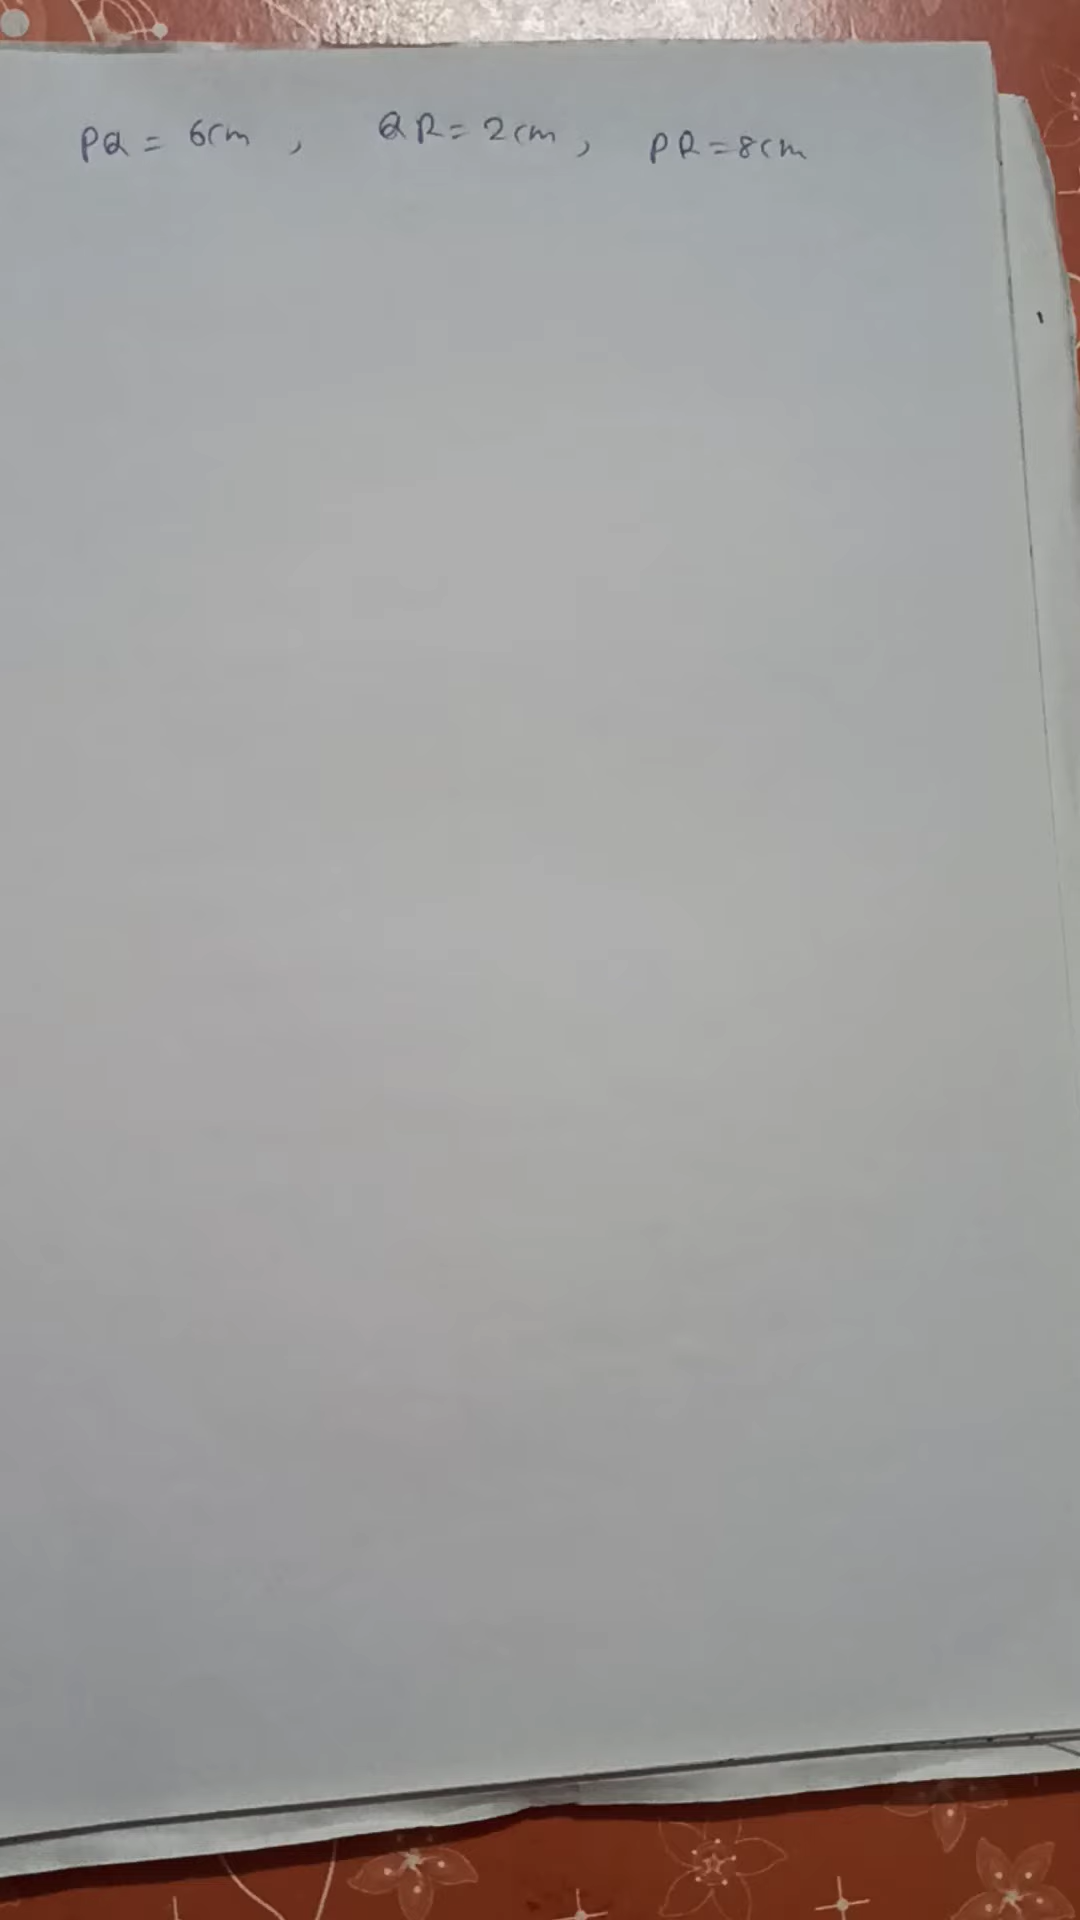 PQ = 6cm , QR = 2cm , PR = 8cm